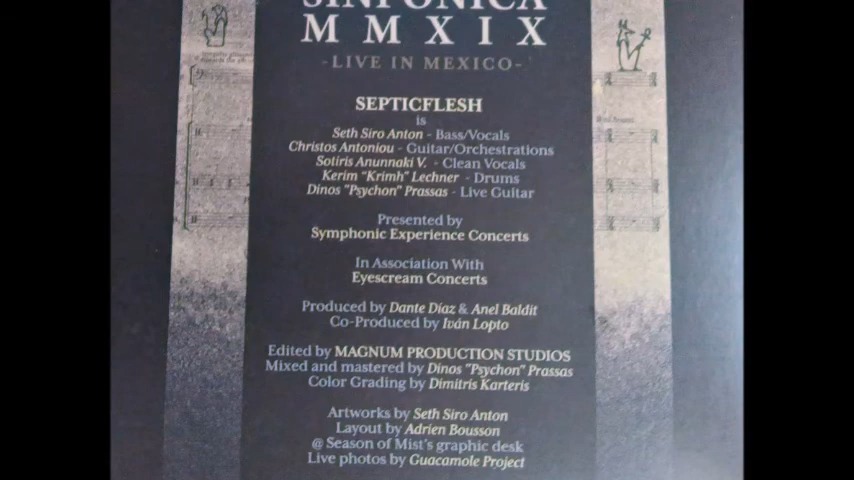 SINFONICA
MMXIX
-LIVE IN MEXICO-
SEPTICFLESH
is
Seth Siro Anton - Bass/Vocals
Christos Antoniou - Guitar/Orchestrations
Sotiris Anunnaki V. - Clean Vocals
Kerim "Krimh" Lechner - Drums
Dinos "Psychon" Prassas - Live Guitar
Presented by
Symphonic Experience Concerts
In Association With
Eyescream Concerts
Produced by Dante Díaz & Anel Baldit
Co-Produced by Iván Lopto
Edited by MAGNUM PRODUCTION STUDIOS
Mixed and mastered by Dinos "Psychon" Prassas
Color Grading by Dimitris Karteris
Artworks by Seth Siro Anton
Layout by Adrien Bousson
@ Season of Mist's graphic desk
Live photos by Guacamole Project